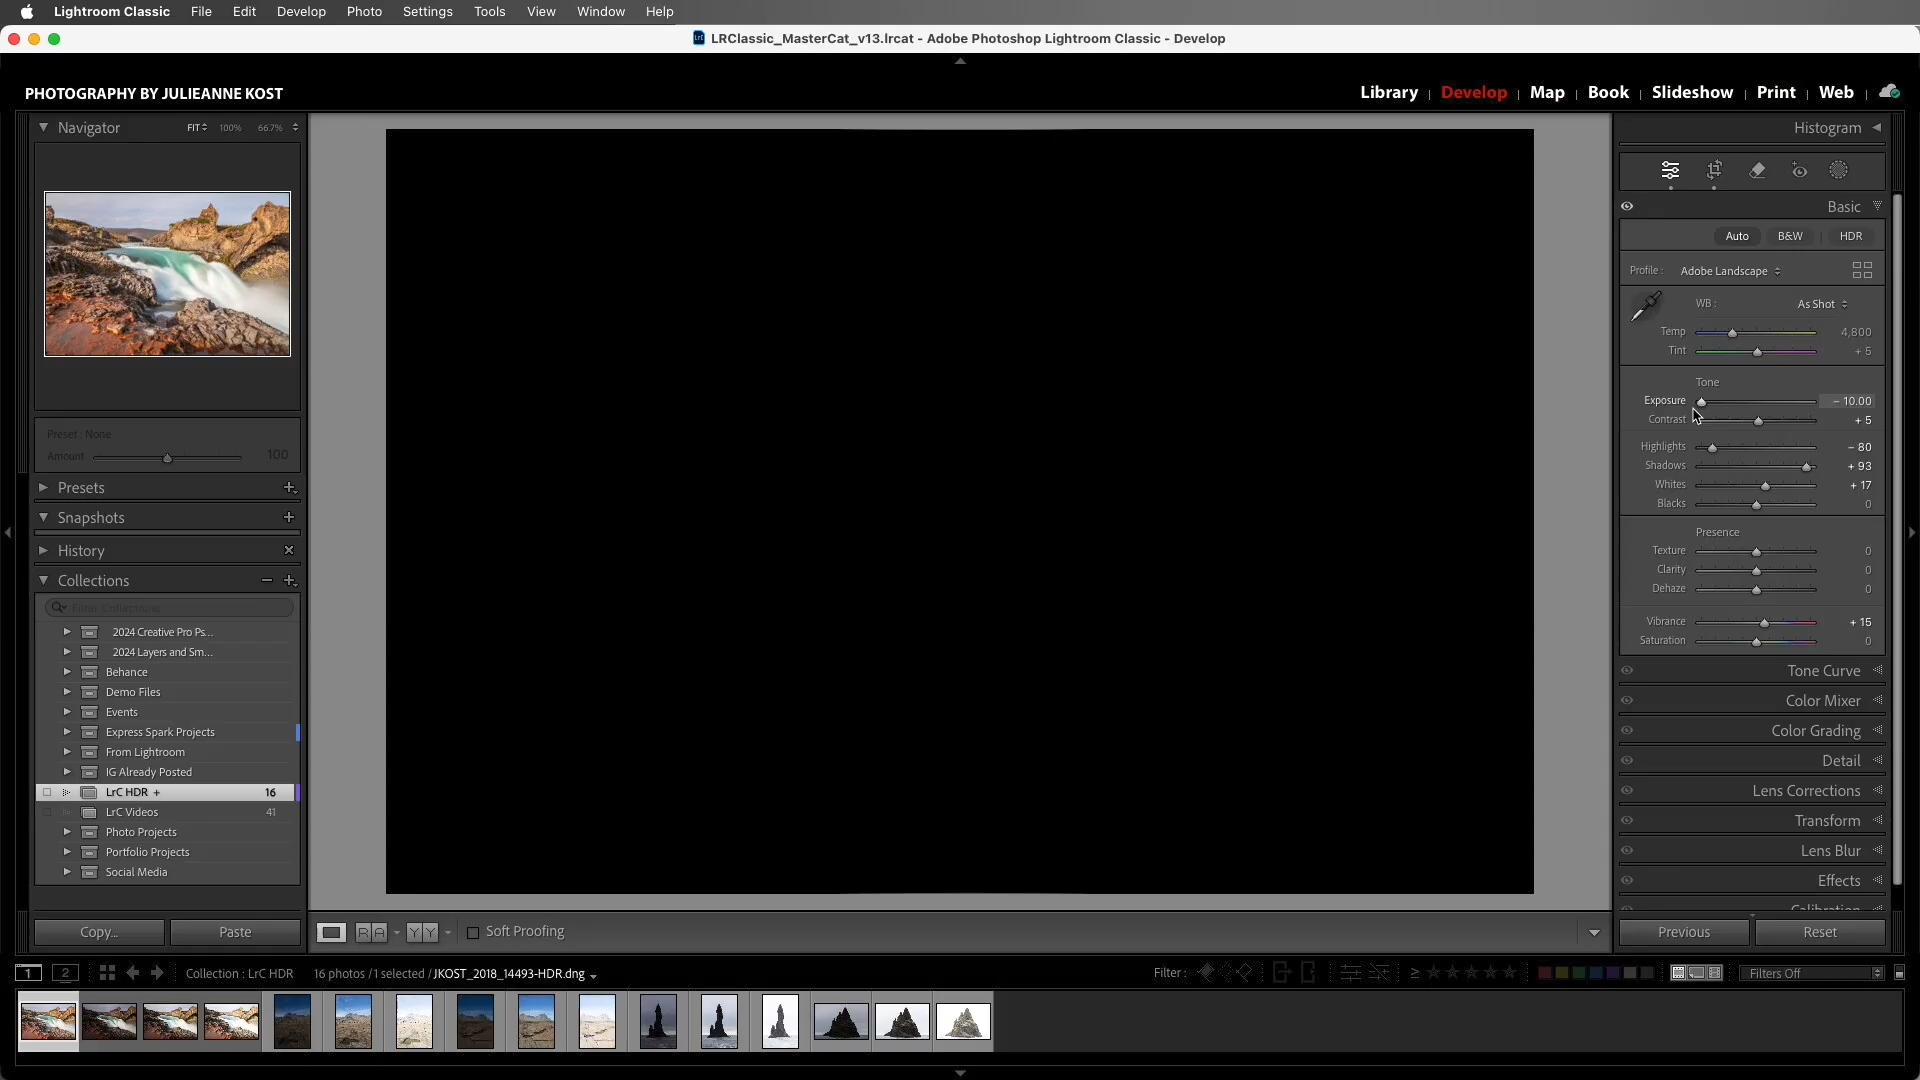 Lightroom Classic File Edit Develop Photo Settings Tools View Window Help
LRClassic_MasterCat_v13.lrcat - Adobe Photoshop Lightroom Classic - Develop
PHOTOGRAPHY BY JULIEANNE KOST
Library | Develop | Map | Book | Slideshow | Print | Web
Navigator FIT 100% 66.7%
Preset : None
Amount 100
Presets
Snapshots
History
Collections
Filter Collections
2024 Creative Pro Ps...
2024 Layers and Sm...
Behance
Demo Files
Events
Express Spark Projects
From Lightroom
IG Already Posted
LrC HDR + 16
LrC Videos 41
Photo Projects
Portfolio Projects
Social Media
Copy... Paste
Soft Proofing
Histogram
Basic
Auto B&W | HDR
Profile : Adobe Landscape
WB : As Shot
Temp 4,800
Tint + 5
Tone
Exposure – 10.00
Contrast + 5
Highlights – 80
Shadows + 93
Whites + 17
Blacks 0
Presence
Texture 0
Clarity 0
Dehaze 0
Vibrance + 15
Saturation 0
Tone Curve
Color Mixer
Color Grading
Detail
Lens Corrections
Transform
Lens Blur
Effects
Calibration
Previous Reset
1 2 Collection : LrC HDR 16 photos / 1 selected / JKOST_2018_14493-HDR.dng
Filter : ≥ Filters Off